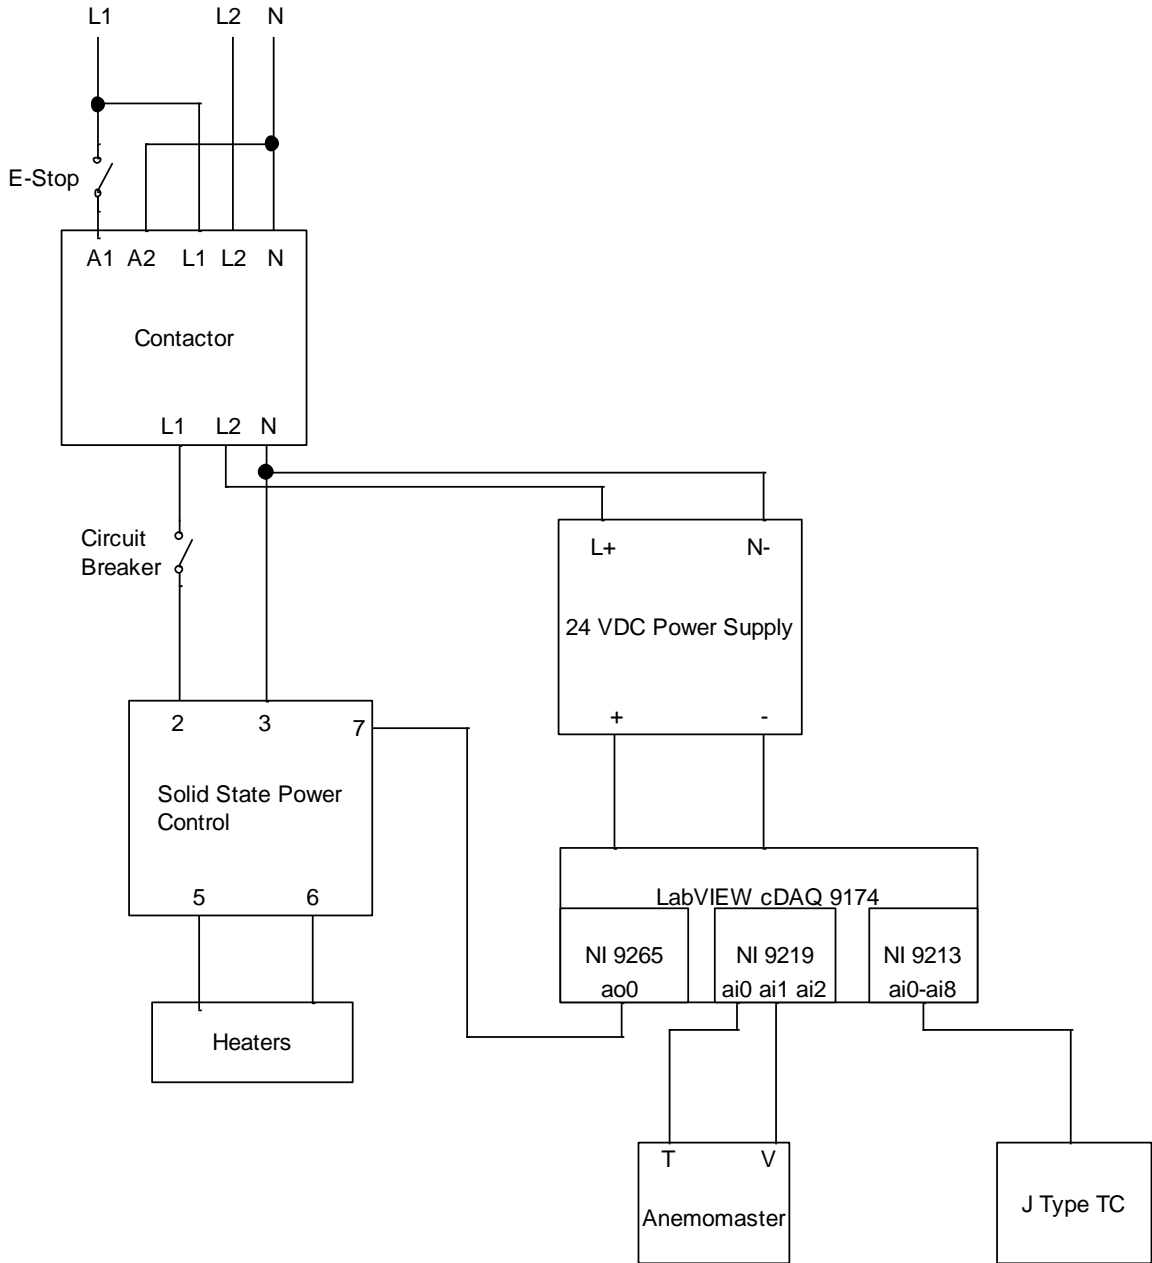 L1 L2 N
E-Stop
A1 A2 L1 L2 N
Contactor
L1 L2 N
Circuit
Breaker
L+ N-
24 VDC Power Supply
+ -
2 3 7
Solid State Power
Control
5 6
Heaters
LabVIEW cDAQ 9174
NI 9265
ao0
NI 9219
ai0 ai1 ai2
NI 9213
ai0-ai8
T V
Anemomaster
J Type TC